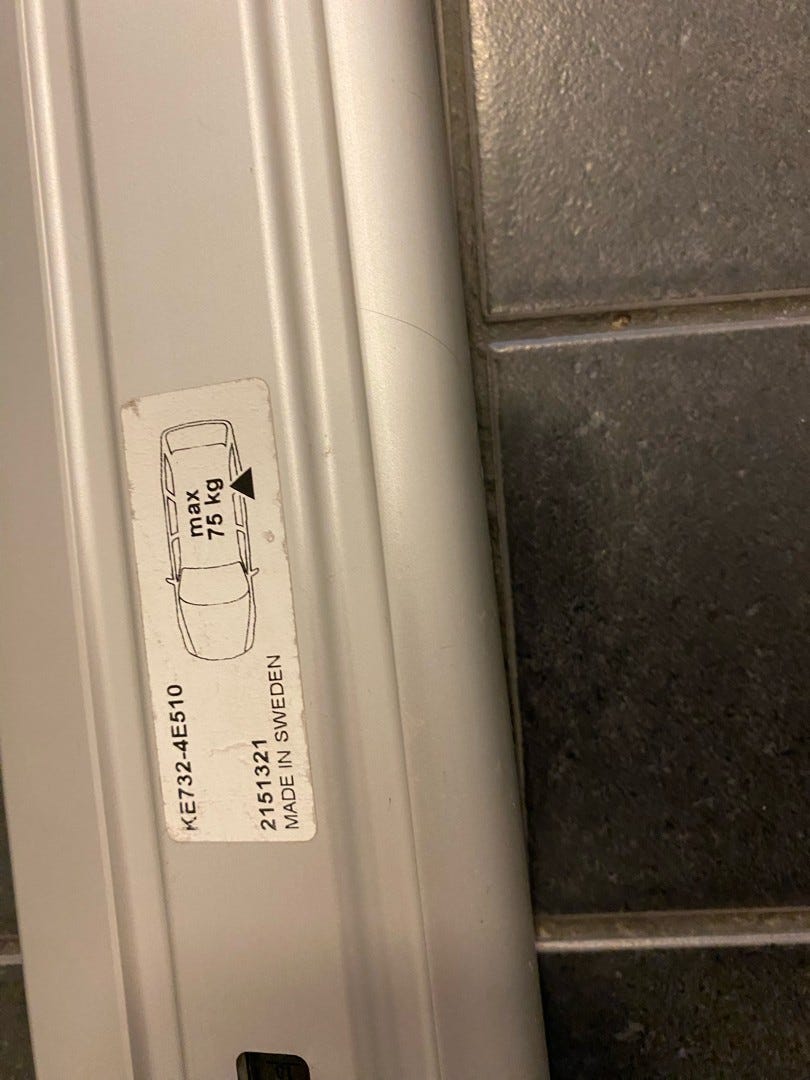 max
75 kg
KE732-4E510
2151321
MADE IN SWEDEN